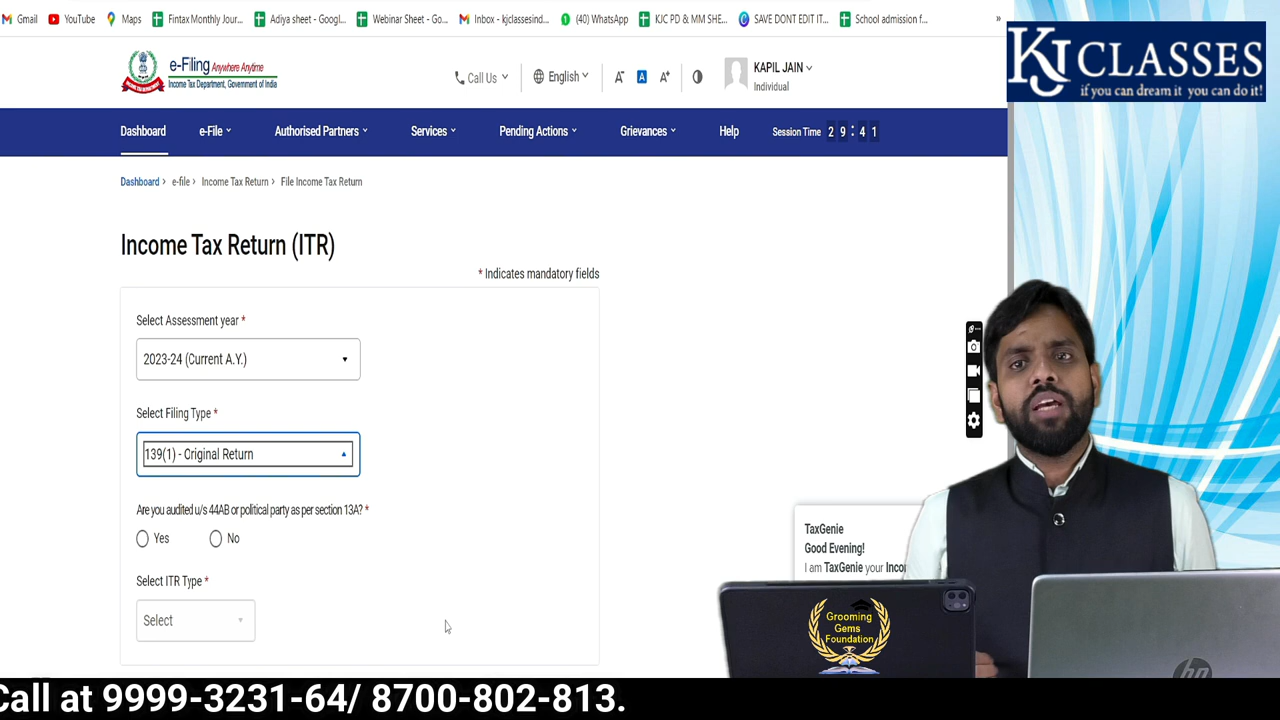 Gmail YouTube Maps Fintax Monthly Jour... Adiya sheet - Googl... Webinar Sheet - Go... Inbox - kjclassesind... (40) WhatsApp KJC PD & MM SHE... SAVE DONT EDIT IT... School admission f... »
e-Filing Anywhere Anytime
Income Tax Department, Government of India
Call Us English A- A A+ KAPIL JAIN
Individual
KJ CLASSES
if you can dream it you can do it!
Dashboard e-File Authorised Partners Services Pending Actions Grievances Help Session Time 29:41
Dashboard > e-file > Income Tax Return > File Income Tax Return
Income Tax Return (ITR)
* Indicates mandatory fields
Select Assessment year *
2023-24 (Current A.Y.)
Select Filing Type *
139(1) - Original Return
Are you audited u/s 44AB or political party as per section 13A? *
Yes No
Select ITR Type *
Select
TaxGenie
Good Evening!
I am TaxGenie your
Grooming
Gems
Foundation
hp
Call at 9999-3231-64/ 8700-802-813.